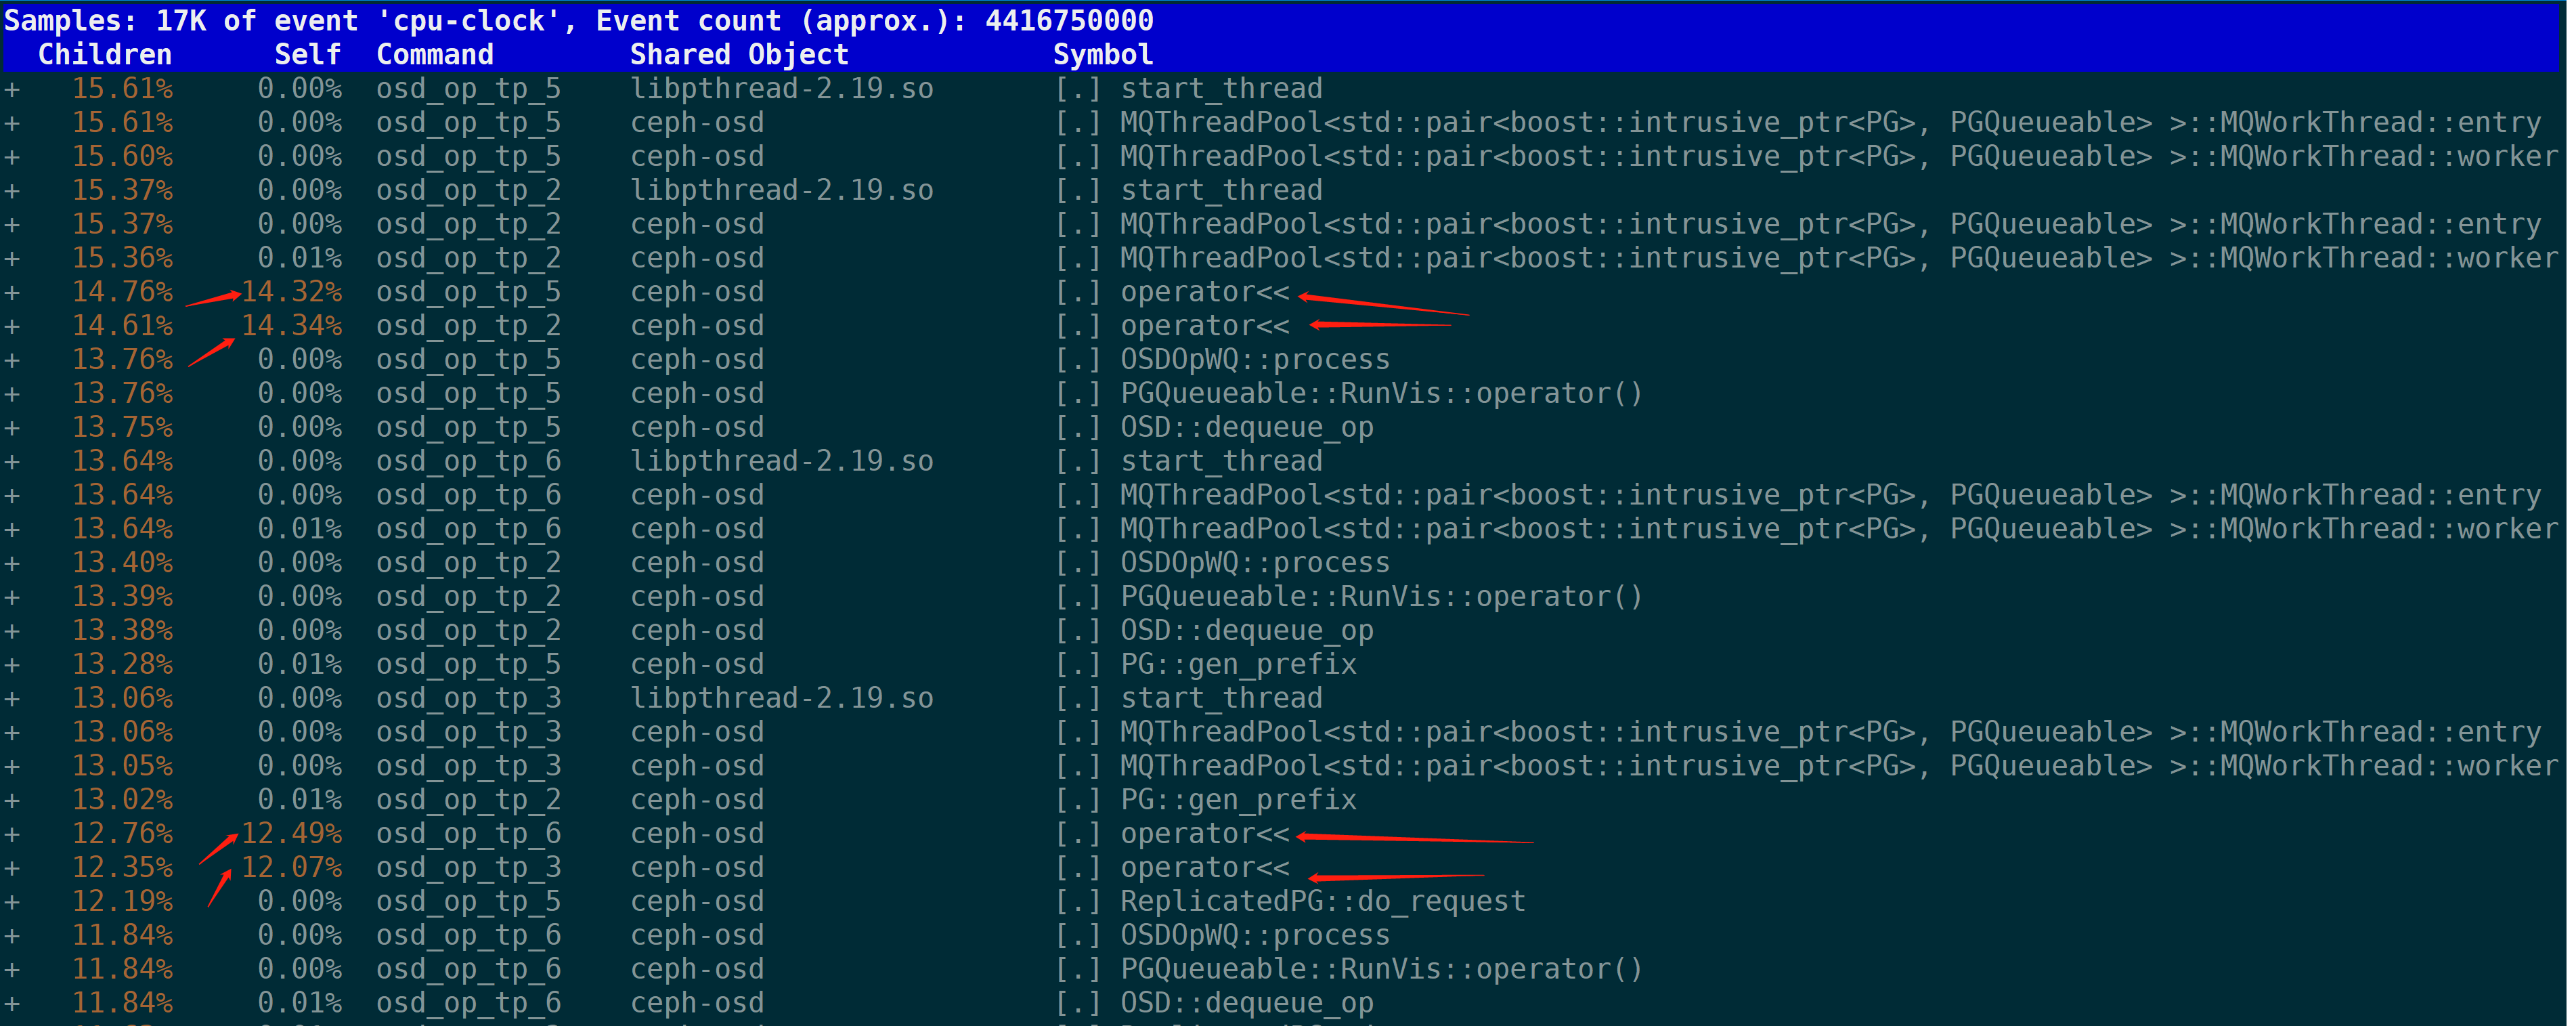 Samples: 17K of event 'cpu-clock', Event count (approx.): 4416750000
Children Self Command Shared Object Symbol
+ 15.61% 0.00% osd_op_tp_5 libpthread-2.19.so [.] start_thread
+ 15.61% 0.00% osd_op_tp_5 ceph-osd [.] MQThreadPool<std::pair<boost::intrusive_ptr<PG>, PGQueueable> >::MQWorkThread::entry
+ 15.60% 0.00% osd_op_tp_5 ceph-osd [.] MQThreadPool<std::pair<boost::intrusive_ptr<PG>, PGQueueable> >::MQWorkThread::worker
+ 15.37% 0.00% osd_op_tp_2 libpthread-2.19.so [.] start_thread
+ 15.37% 0.00% osd_op_tp_2 ceph-osd [.] MQThreadPool<std::pair<boost::intrusive_ptr<PG>, PGQueueable> >::MQWorkThread::entry
+ 15.36% 0.01% osd_op_tp_2 ceph-osd [.] MQThreadPool<std::pair<boost::intrusive_ptr<PG>, PGQueueable> >::MQWorkThread::worker
+ 14.76% 14.32% osd_op_tp_5 ceph-osd [.] operator<<
+ 14.61% 14.34% osd_op_tp_2 ceph-osd [.] operator<<
+ 13.76% 0.00% osd_op_tp_5 ceph-osd [.] OSDOpWQ::process
+ 13.76% 0.00% osd_op_tp_5 ceph-osd [.] PGQueueable::RunVis::operator()
+ 13.75% 0.00% osd_op_tp_5 ceph-osd [.] OSD::dequeue_op
+ 13.64% 0.00% osd_op_tp_6 libpthread-2.19.so [.] start_thread
+ 13.64% 0.00% osd_op_tp_6 ceph-osd [.] MQThreadPool<std::pair<boost::intrusive_ptr<PG>, PGQueueable> >::MQWorkThread::entry
+ 13.64% 0.01% osd_op_tp_6 ceph-osd [.] MQThreadPool<std::pair<boost::intrusive_ptr<PG>, PGQueueable> >::MQWorkThread::worker
+ 13.40% 0.00% osd_op_tp_2 ceph-osd [.] OSDOpWQ::process
+ 13.39% 0.00% osd_op_tp_2 ceph-osd [.] PGQueueable::RunVis::operator()
+ 13.38% 0.00% osd_op_tp_2 ceph-osd [.] OSD::dequeue_op
+ 13.28% 0.01% osd_op_tp_5 ceph-osd [.] PG::gen_prefix
+ 13.06% 0.00% osd_op_tp_3 libpthread-2.19.so [.] start_thread
+ 13.06% 0.00% osd_op_tp_3 ceph-osd [.] MQThreadPool<std::pair<boost::intrusive_ptr<PG>, PGQueueable> >::MQWorkThread::entry
+ 13.05% 0.00% osd_op_tp_3 ceph-osd [.] MQThreadPool<std::pair<boost::intrusive_ptr<PG>, PGQueueable> >::MQWorkThread::worker
+ 13.02% 0.01% osd_op_tp_2 ceph-osd [.] PG::gen_prefix
+ 12.76% 12.49% osd_op_tp_6 ceph-osd [.] operator<<
+ 12.35% 12.07% osd_op_tp_3 ceph-osd [.] operator<<
+ 12.19% 0.00% osd_op_tp_5 ceph-osd [.] ReplicatedPG::do_request
+ 11.84% 0.00% osd_op_tp_6 ceph-osd [.] OSDOpWQ::process
+ 11.84% 0.00% osd_op_tp_6 ceph-osd [.] PGQueueable::RunVis::operator()
+ 11.84% 0.01% osd_op_tp_6 ceph-osd [.] OSD::dequeue_op